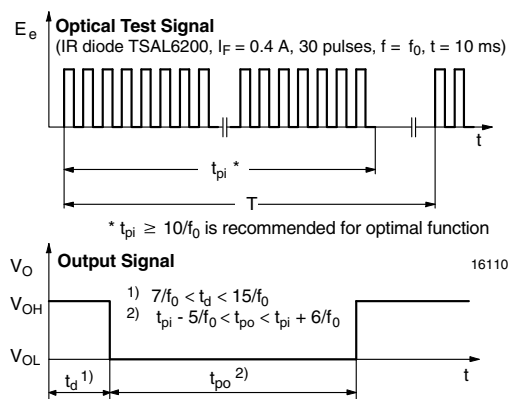 E_e Optical Test Signal
(IR diode TSAL6200, I_F = 0.4 A, 30 pulses, f = f_0, t = 10 ms)
t
t_pi *
T
* t_pi ≥ 10/f_0 is recommended for optimal function
V_O Output Signal 16110
V_OH
1) 7/f_0 < t_d < 15/f_0
2) t_pi - 5/f_0 < t_po < t_pi + 6/f_0
V_OL
t_d 1) t_po 2) t